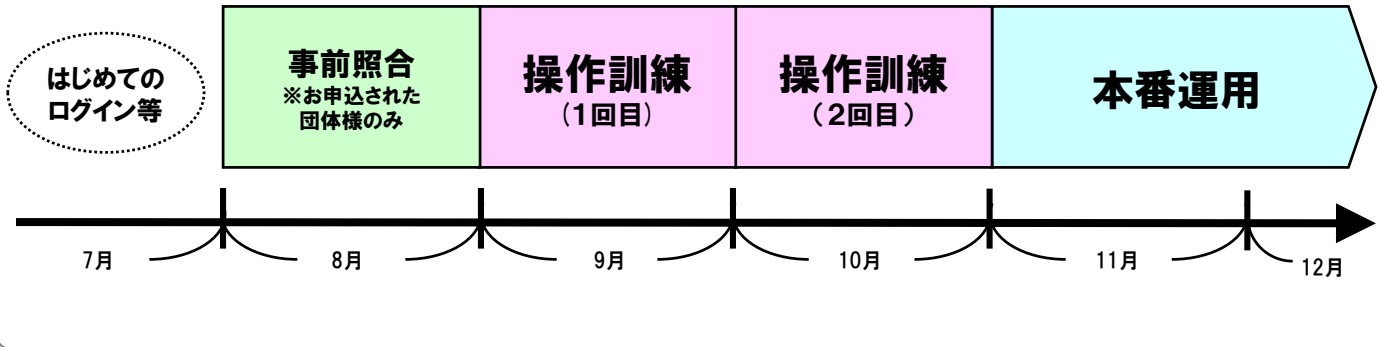 はじめての
ログイン等
事前照合
※お申込された
団体様のみ
操作訓練
(1回目)
操作訓練
(2回目)
本番運用
7月
8月
9月
10月
11月
12月